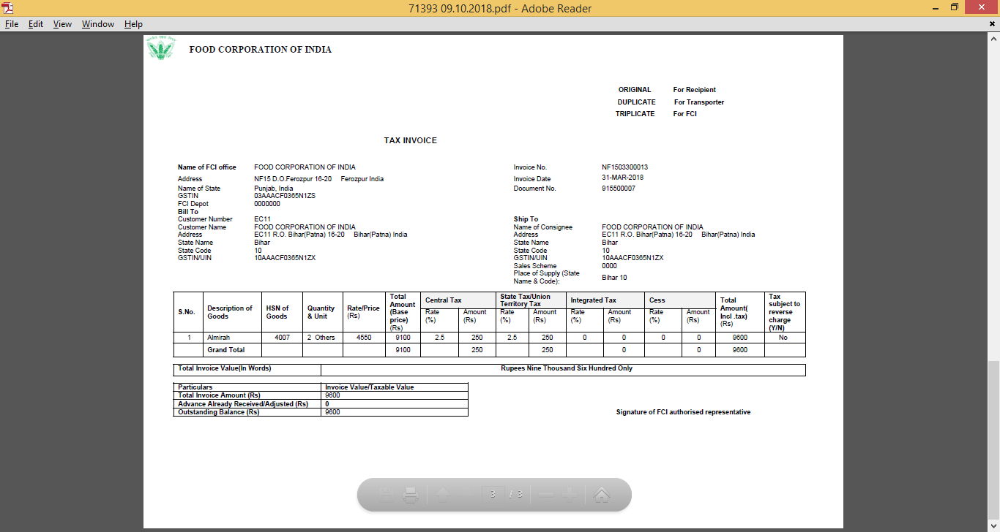 71393 09.10.2018.pdf - Adobe Reader
File Edit View Window Help
FOOD CORPORATION OF INDIA
ORIGINAL For Recipient
DUPLICATE For Transporter
TRIPLICATE For FCI
TAX INVOICE
Name of FCI office FOOD CORPORATION OF INDIA Invoice No. NF1503300013
Address NF15 D.O.Ferozpur 16-20 Ferozpur India Invoice Date 31-MAR-2018
Name of State Punjab, India Document No. 915500007
GSTIN 03AAACF0365N1ZS
FCI Depot 0000000
Bill To
Customer Number EC11 Ship To
Customer Name FOOD CORPORATION OF INDIA Name of Consignee FOOD CORPORATION OF INDIA
Address EC11 R.O. Bihar(Patna) 16-20 Bihar(Patna) India Address EC11 R.O. Bihar(Patna) 16-20 Bihar(Patna) India
State Name Bihar State Name Bihar
State Code 10 State Code 10
GSTIN/UIN 10AAACF0365N1ZX GSTIN/UIN 10AAACF0365N1ZX
Sales Scheme 0000
Place of Supply (State
Name & Code): Bihar 10
S.No.
Description of
Goods
HSN of
Goods
Quantity
& Unit
Rate/Price
(Rs)
Total
Amount
(Base
price)
(Rs)
Central Tax
Rate
(%)
Amount
(Rs)
State Tax/Union
Territory Tax
Rate
(%)
Amount
(Rs)
Integrated Tax
Rate
(%)
Amount
(Rs)
Cess
Rate
(%)
Amount
(Rs)
Total
Amount(
Incl .tax)
(Rs)
Tax
subject to
reverse
charge
(Y/N)
1 Almirah 4007 2 Others 4550 9100 2.5 250 2.5 250 0 0 0 0 9600 No
Grand Total 9100 250 250 0 0 9600
Total Invoice Value(In Words) Rupees Nine Thousand Six Hundred Only
Particulars Invoice Value/Taxable Value
Total Invoice Amount (Rs) 9600
Advance Already Received/Adjusted (Rs) 0
Outstanding Balance (Rs) 9600
Signature of FCI authorised representative
3 / 3